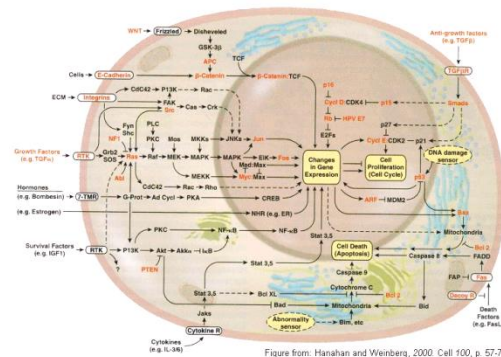 WNT Frizzled Disheveled
GSK-3β
APC
TCF
Cells E-Cadherin β-Catenin β-Catenin:TCF
Anti-growth factors
(e.g. TGFβ)
TGFβR
CdC42 PI3K Rac
ECM Integrins
FAK
Src Cas Crk
Fyn
Shc
NF1
PLC
PKC Mos MKKs JNKs Jun
Growth Factors
(e.g. TGFα)
RTK
Grb2
SOS
Ras Raf MEK MAPK MAPK ElK Fos
Mad:Max
Myc:Max
MEKK
Abl
CdC42 Rac Rho
p16
Cycl D:CDK4 p15 Smads
Rb HPV E7
p27
E2Fs
Cycl E:CDK2 p21
Changes
in Gene
Expression
Cell
Proliferation
(Cell Cycle)
DNA damage
sensor
p53
Hormones
(e.g. Bombesin) 7-TMR G-Prot Ad Cycl PKA CREB
ARF MDM2
(e.g. Estrogen) NHR (e.g. ER)
Bax
PKC NF-κB NF-κB
Mitochondria
Survival Factors
(e.g. IGF1) RTK PI3K Akt Akkα IκB
Stat 3,5
Cell Death
(Apoptosis)
Bcl 2
Caspase 8 FADD
?
PTEN
Caspase 9
FAP Fas
Stat 3,5
Cytochrome C
Decoy R
Stat 3,5 Bcl XL Bcl 2
Death
Factors
(e.g. FasL)
Bad Mitochondria Bid
Jaks
Abnormality
sensor
Bim, etc
Cytokine R
Cytokines
(e.g. IL-3/6)
Figure from: Hanahan and Weinberg, 2000 Cell 100, p. 57-7